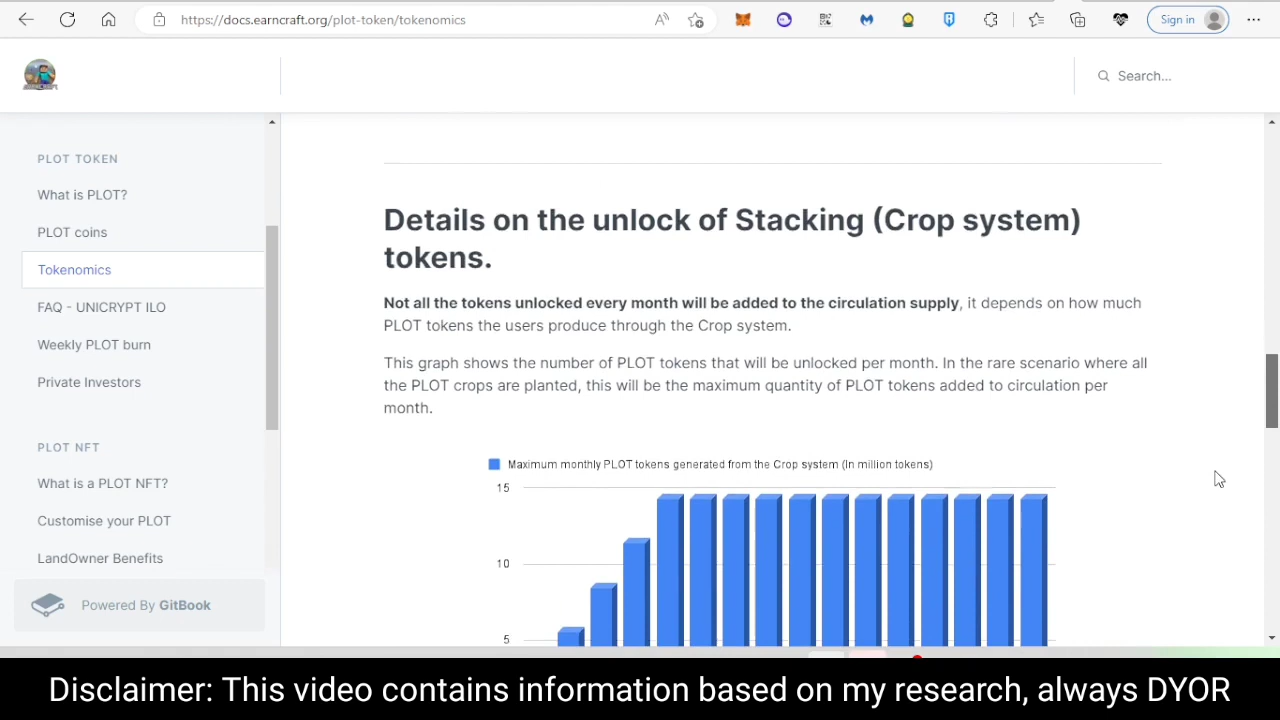 https://docs.earncraft.org/plot-token/tokenomics
Sign in
Search...
PLOT TOKEN
What is PLOT?
PLOT coins
Tokenomics
FAQ - UNICRYPT ILO
Weekly PLOT burn
Private Investors
PLOT NFT
What is a PLOT NFT?
Customise your PLOT
LandOwner Benefits
Powered By GitBook
Details on the unlock of Stacking (Crop system)
tokens.
Not all the tokens unlocked every month will be added to the circulation supply, it depends on how much
PLOT tokens the users produce through the Crop system.
This graph shows the number of PLOT tokens that will be unlocked per month. In the rare scenario where all
the PLOT crops are planted, this will be the maximum quantity of PLOT tokens added to circulation per
month.
Maximum monthly PLOT tokens generated from the Crop system (In million tokens)
15
10
5
Disclaimer: This video contains information based on my research, always DYOR